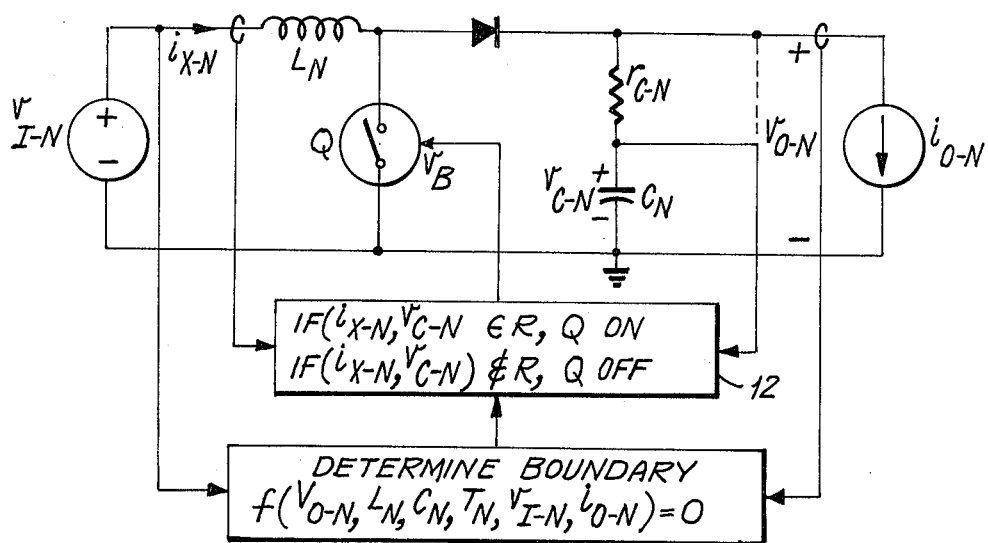 i_X-N
L_N
r_C-N
+
v_I-N
+
-
Q
v_B
v_C-N
+
-
C_N
v_O-N
i_O-N
-
IF(i_X-N, v_C-N ∈ R, Q ON
IF(i_X-N, v_C-N) ∉ R, Q OFF
12
DETERMINE BOUNDARY
f(V_O-N, L_N, C_N, T_N, v_I-N, i_O-N)=0